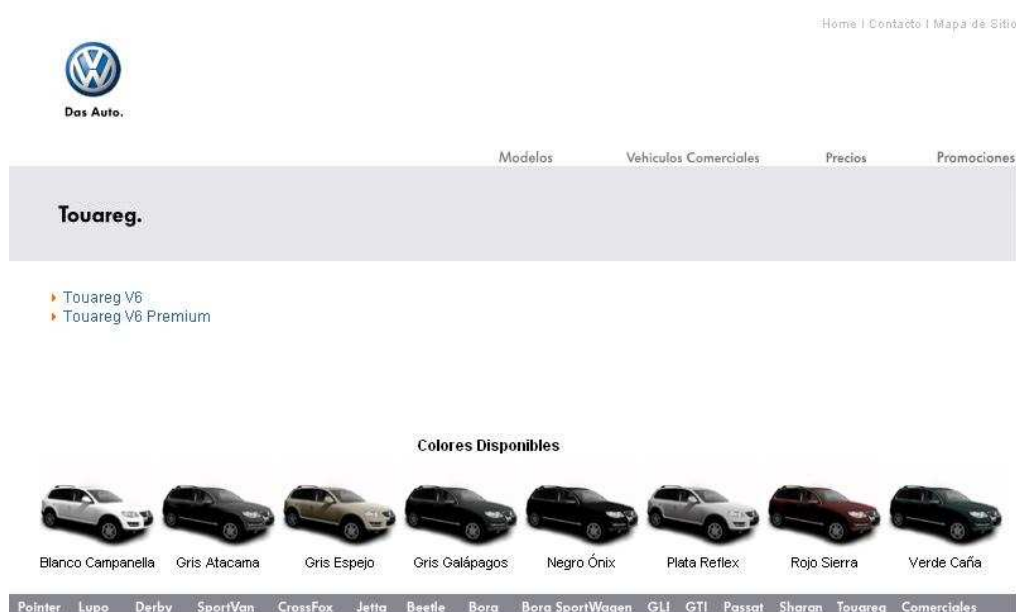 Home I Contacto I Mapa de Sitio
Das Auto.
Modelos Vehiculos Comerciales Precios Promociones
Touareg.
Touareg V6
Touareg V6 Premium
Colores Disponibles
Blanco Campanella Gris Atacama Gris Espejo Gris Galápagos Negro Ónix Plata Reflex Rojo Sierra Verde Caña
Pointer Lupo Derby SportVan CrossFox Jetta Beetle Bora Bora SportWagen GLI GTI Passat Sharan Touareg Comerciales